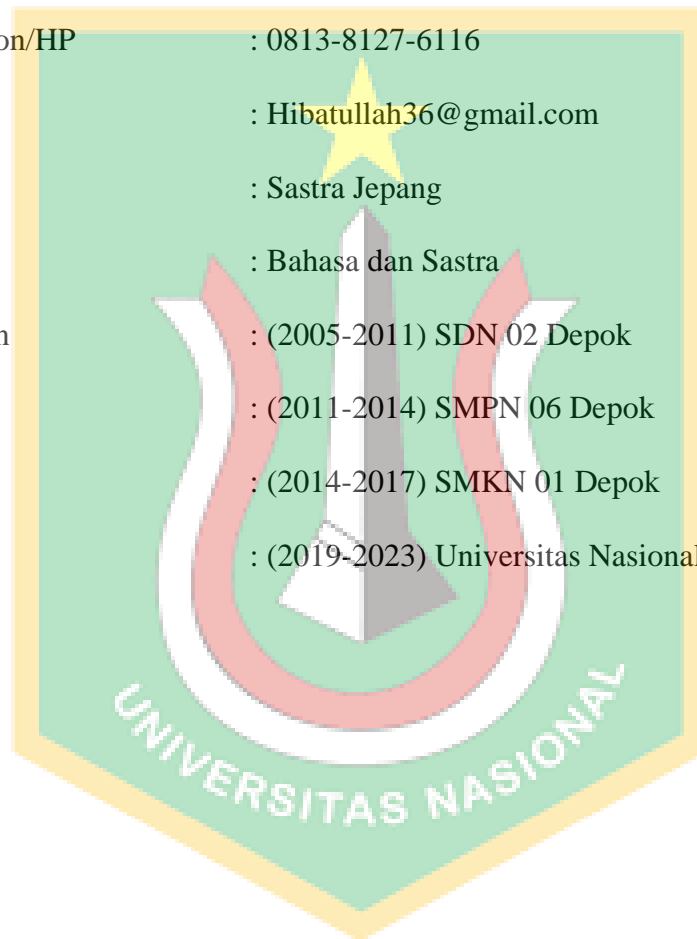 on/HP : 0813-8127-6116
: Hibatullah36@gmail.com
: Sastra Jepang
: Bahasa dan Sastra
n : (2005-2011) SDN 02 Depok
: (2011-2014) SMPN 06 Depok
: (2014-2017) SMKN 01 Depok
: (2019-2023) Universitas Nasional
UNIVERSITAS NASIONAL